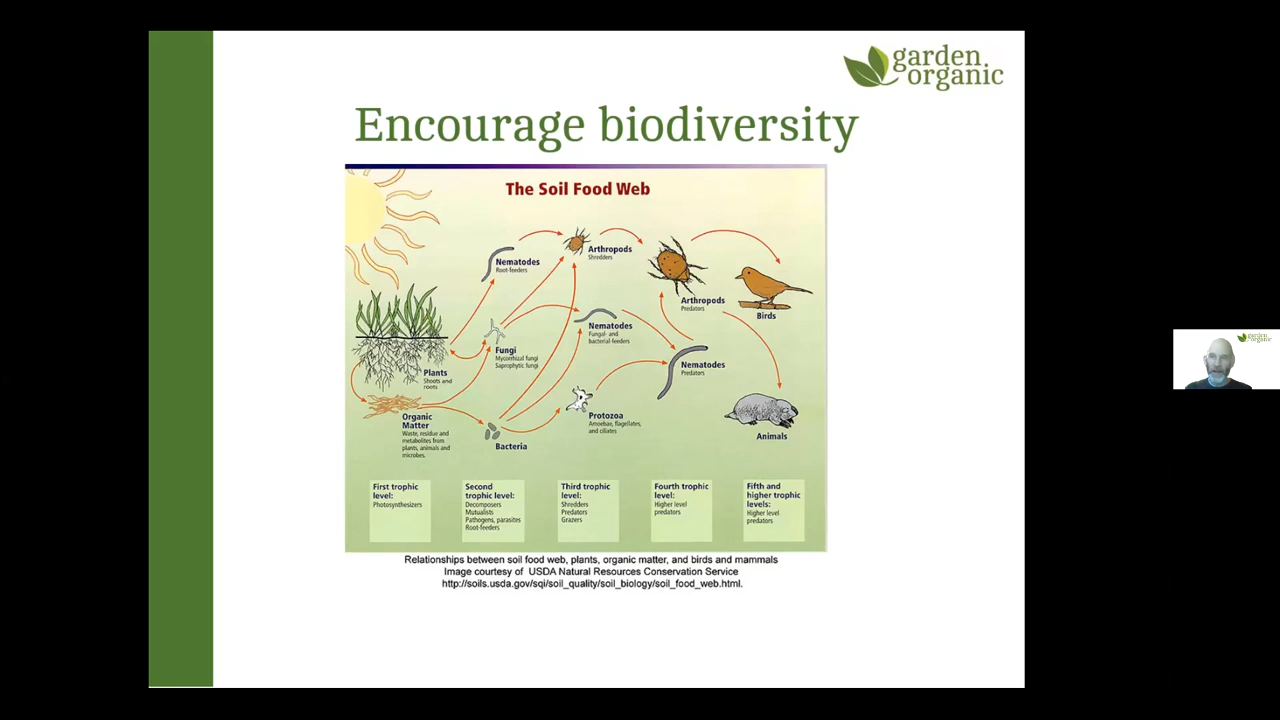 garden
organic
Encourage biodiversity
The Soil Food Web
Nematodes
Root-feeders
Arthropods
Shredders
Arthropods
Predators
Birds
Nematodes
Fungal- and
bacterial-feeders
Fungi
Mycorrhizal fungi
Saprophytic fungi
Nematodes
Predators
Plants
Shoots and
roots
Organic
Matter
Waste, residue and
metabolites from
plants, animals and
microbes.
Bacteria
Protozoa
Amoebae, flagellates,
and ciliates
Animals
First trophic
level:
Photosynthesizers
Second
trophic level:
Decomposers
Mutualists
Pathogens, parasites
Root-feeders
Third trophic
level:
Shredders
Predators
Grazers
Fourth trophic
level:
Higher level
predators
Fifth and
higher trophic
levels:
Higher level
predators
Relationships between soil food web, plants, organic matter, and birds and mammals
Image courtesy of USDA Natural Resources Conservation Service
http://soils.usda.gov/sqi/soil_quality/soil_biology/soil_food_web.html.
garden
organic